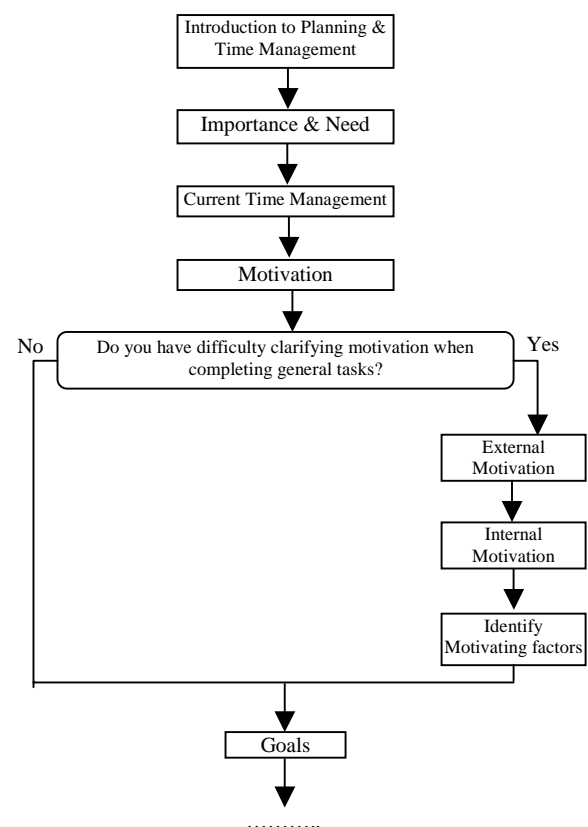 Introduction to Planning &
Time Management
Importance & Need
Current Time Management
Motivation
No
Do you have difficulty clarifying motivation when
completing general tasks?
Yes
External
Motivation
Internal
Motivation
Identify
Motivating factors
Goals
...........